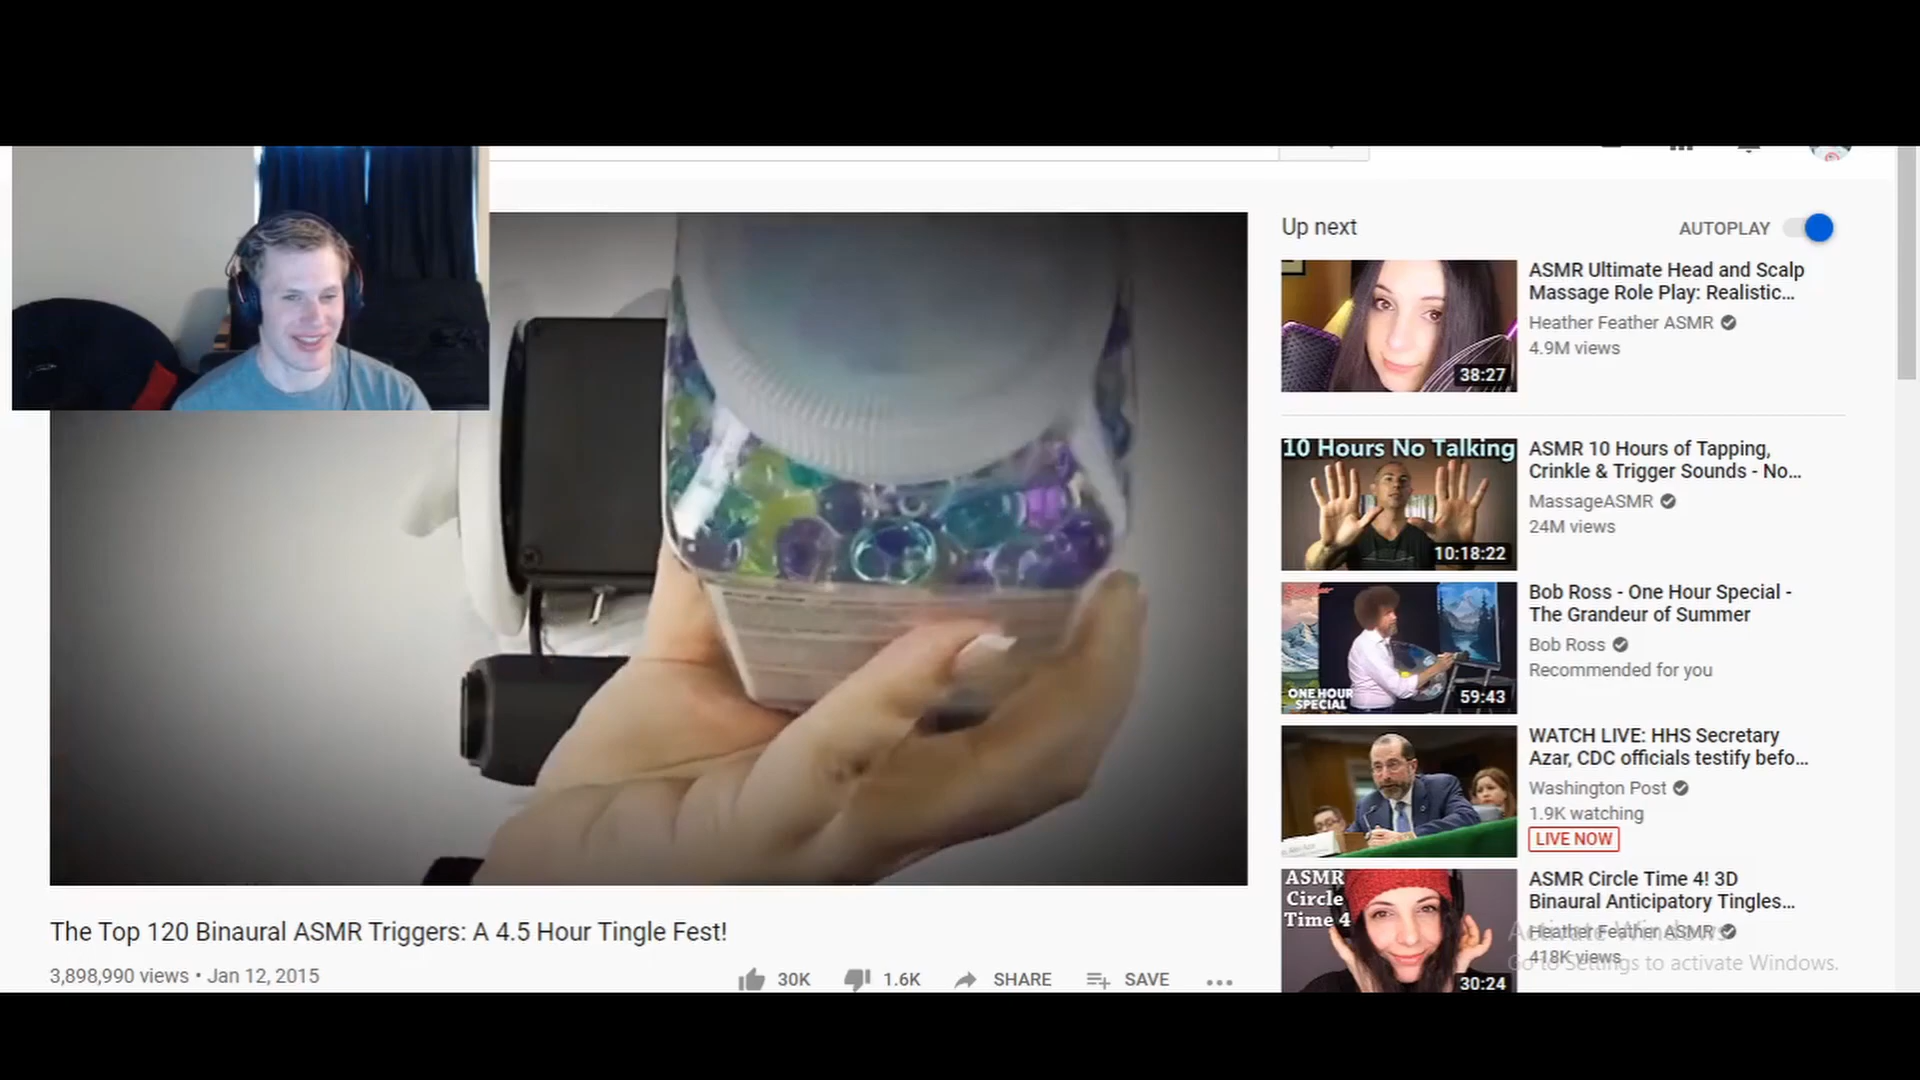 Up next
AUTOPLAY
ASMR Ultimate Head and Scalp
Massage Role Play: Realistic...
Heather Feather ASMR
4.9M views
38:27
10 Hours No Talking
10:18:22
ASMR 10 Hours of Tapping,
Crinkle & Trigger Sounds - No...
MassageASMR
24M views
ONE HOUR
SPECIAL
59:43
Bob Ross - One Hour Special -
The Grandeur of Summer
Bob Ross
Recommended for you
WATCH LIVE: HHS Secretary
Azar, CDC officials testify befo...
Washington Post
1.9K watching
LIVE NOW
ASMR
Circle
Time 4
30:24
ASMR Circle Time 4! 3D
Binaural Anticipatory Tingles...
Heather Feather ASMR
418K views
Activate Windows
Go to Settings to activate Windows.
The Top 120 Binaural ASMR Triggers: A 4.5 Hour Tingle Fest!
3,898,990 views • Jan 12, 2015
30K
1.6K
SHARE
SAVE